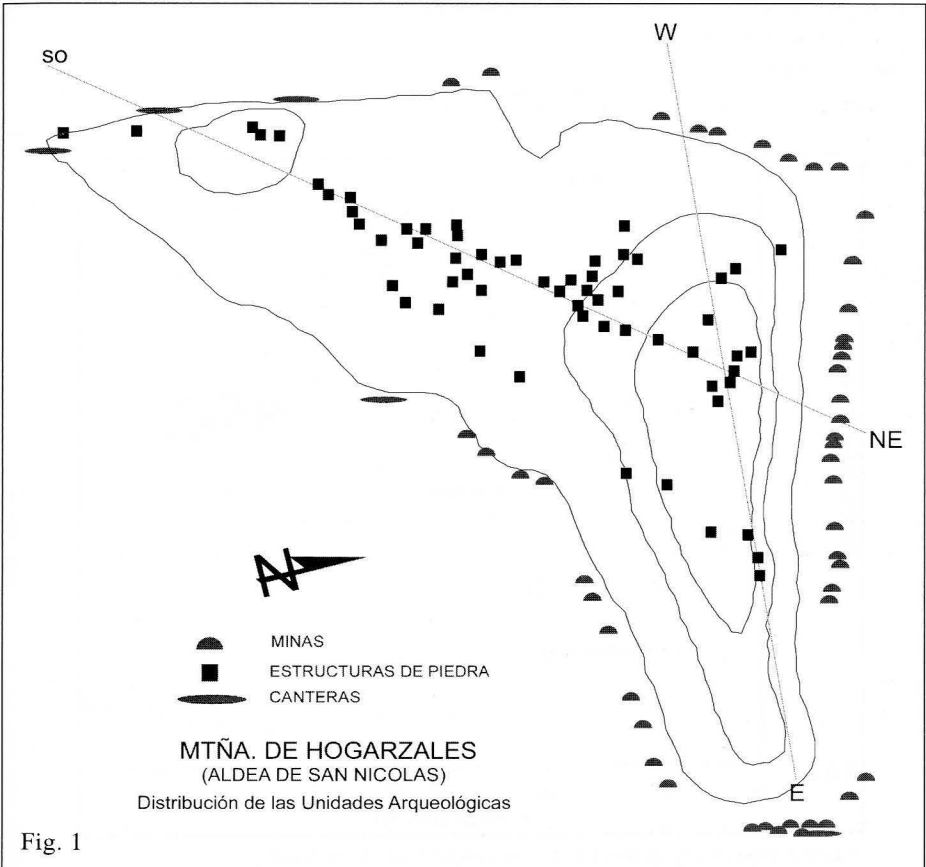 SO
W
NE
N
MINAS
ESTRUCTURAS DE PIEDRA
CANTERAS
MTÑA. DE HOGARZALES
(ALDEA DE SAN NICOLAS)
Distribución de las Unidades Arqueológicas
E
Fig. 1